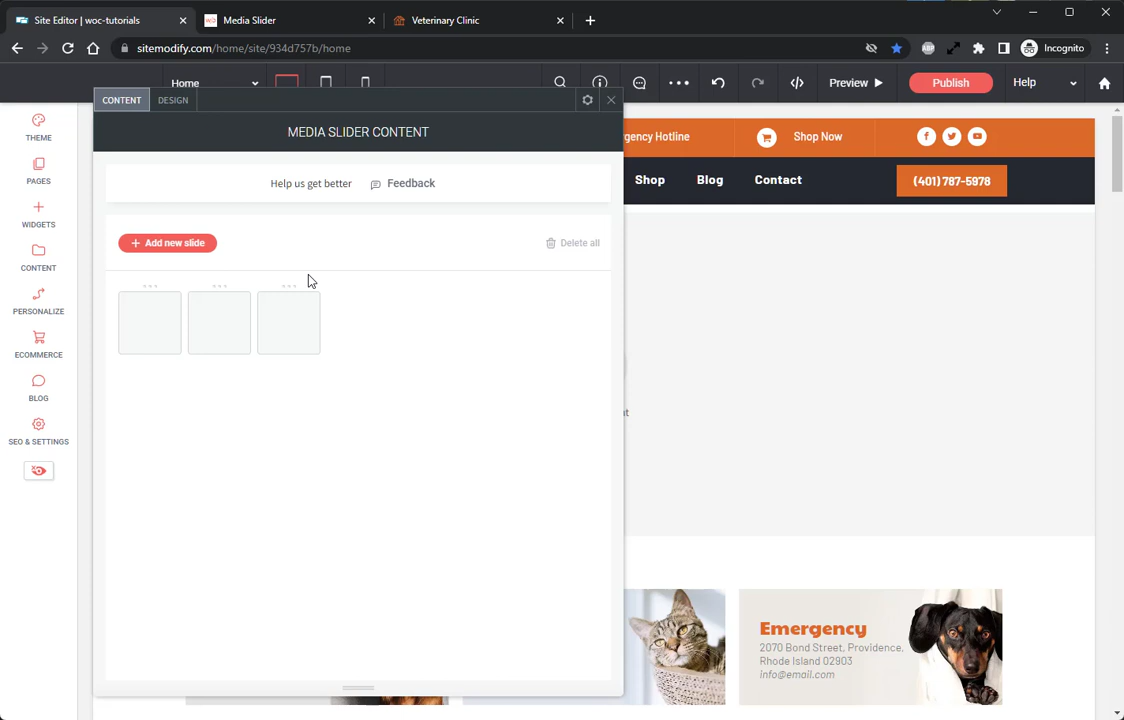 Site Editor | woc-tutorials
Media Slider
Veterinary Clinic
sitemodify.com/home/site/934d757b/home
ABP
Incognito
Home
Preview
Publish
Help
CONTENT
DESIGN
MEDIA SLIDER CONTENT
Help us get better
Feedback
Add new slide
Delete all
THEME
PAGES
WIDGETS
CONTENT
PERSONALIZE
ECOMMERCE
BLOG
SEO & SETTINGS
gency Hotline
Shop Now
Shop
Blog
Contact
(401) 787-5978
Emergency
2070 Bond Street, Providence,
Rhode Island 02903
info@email.com